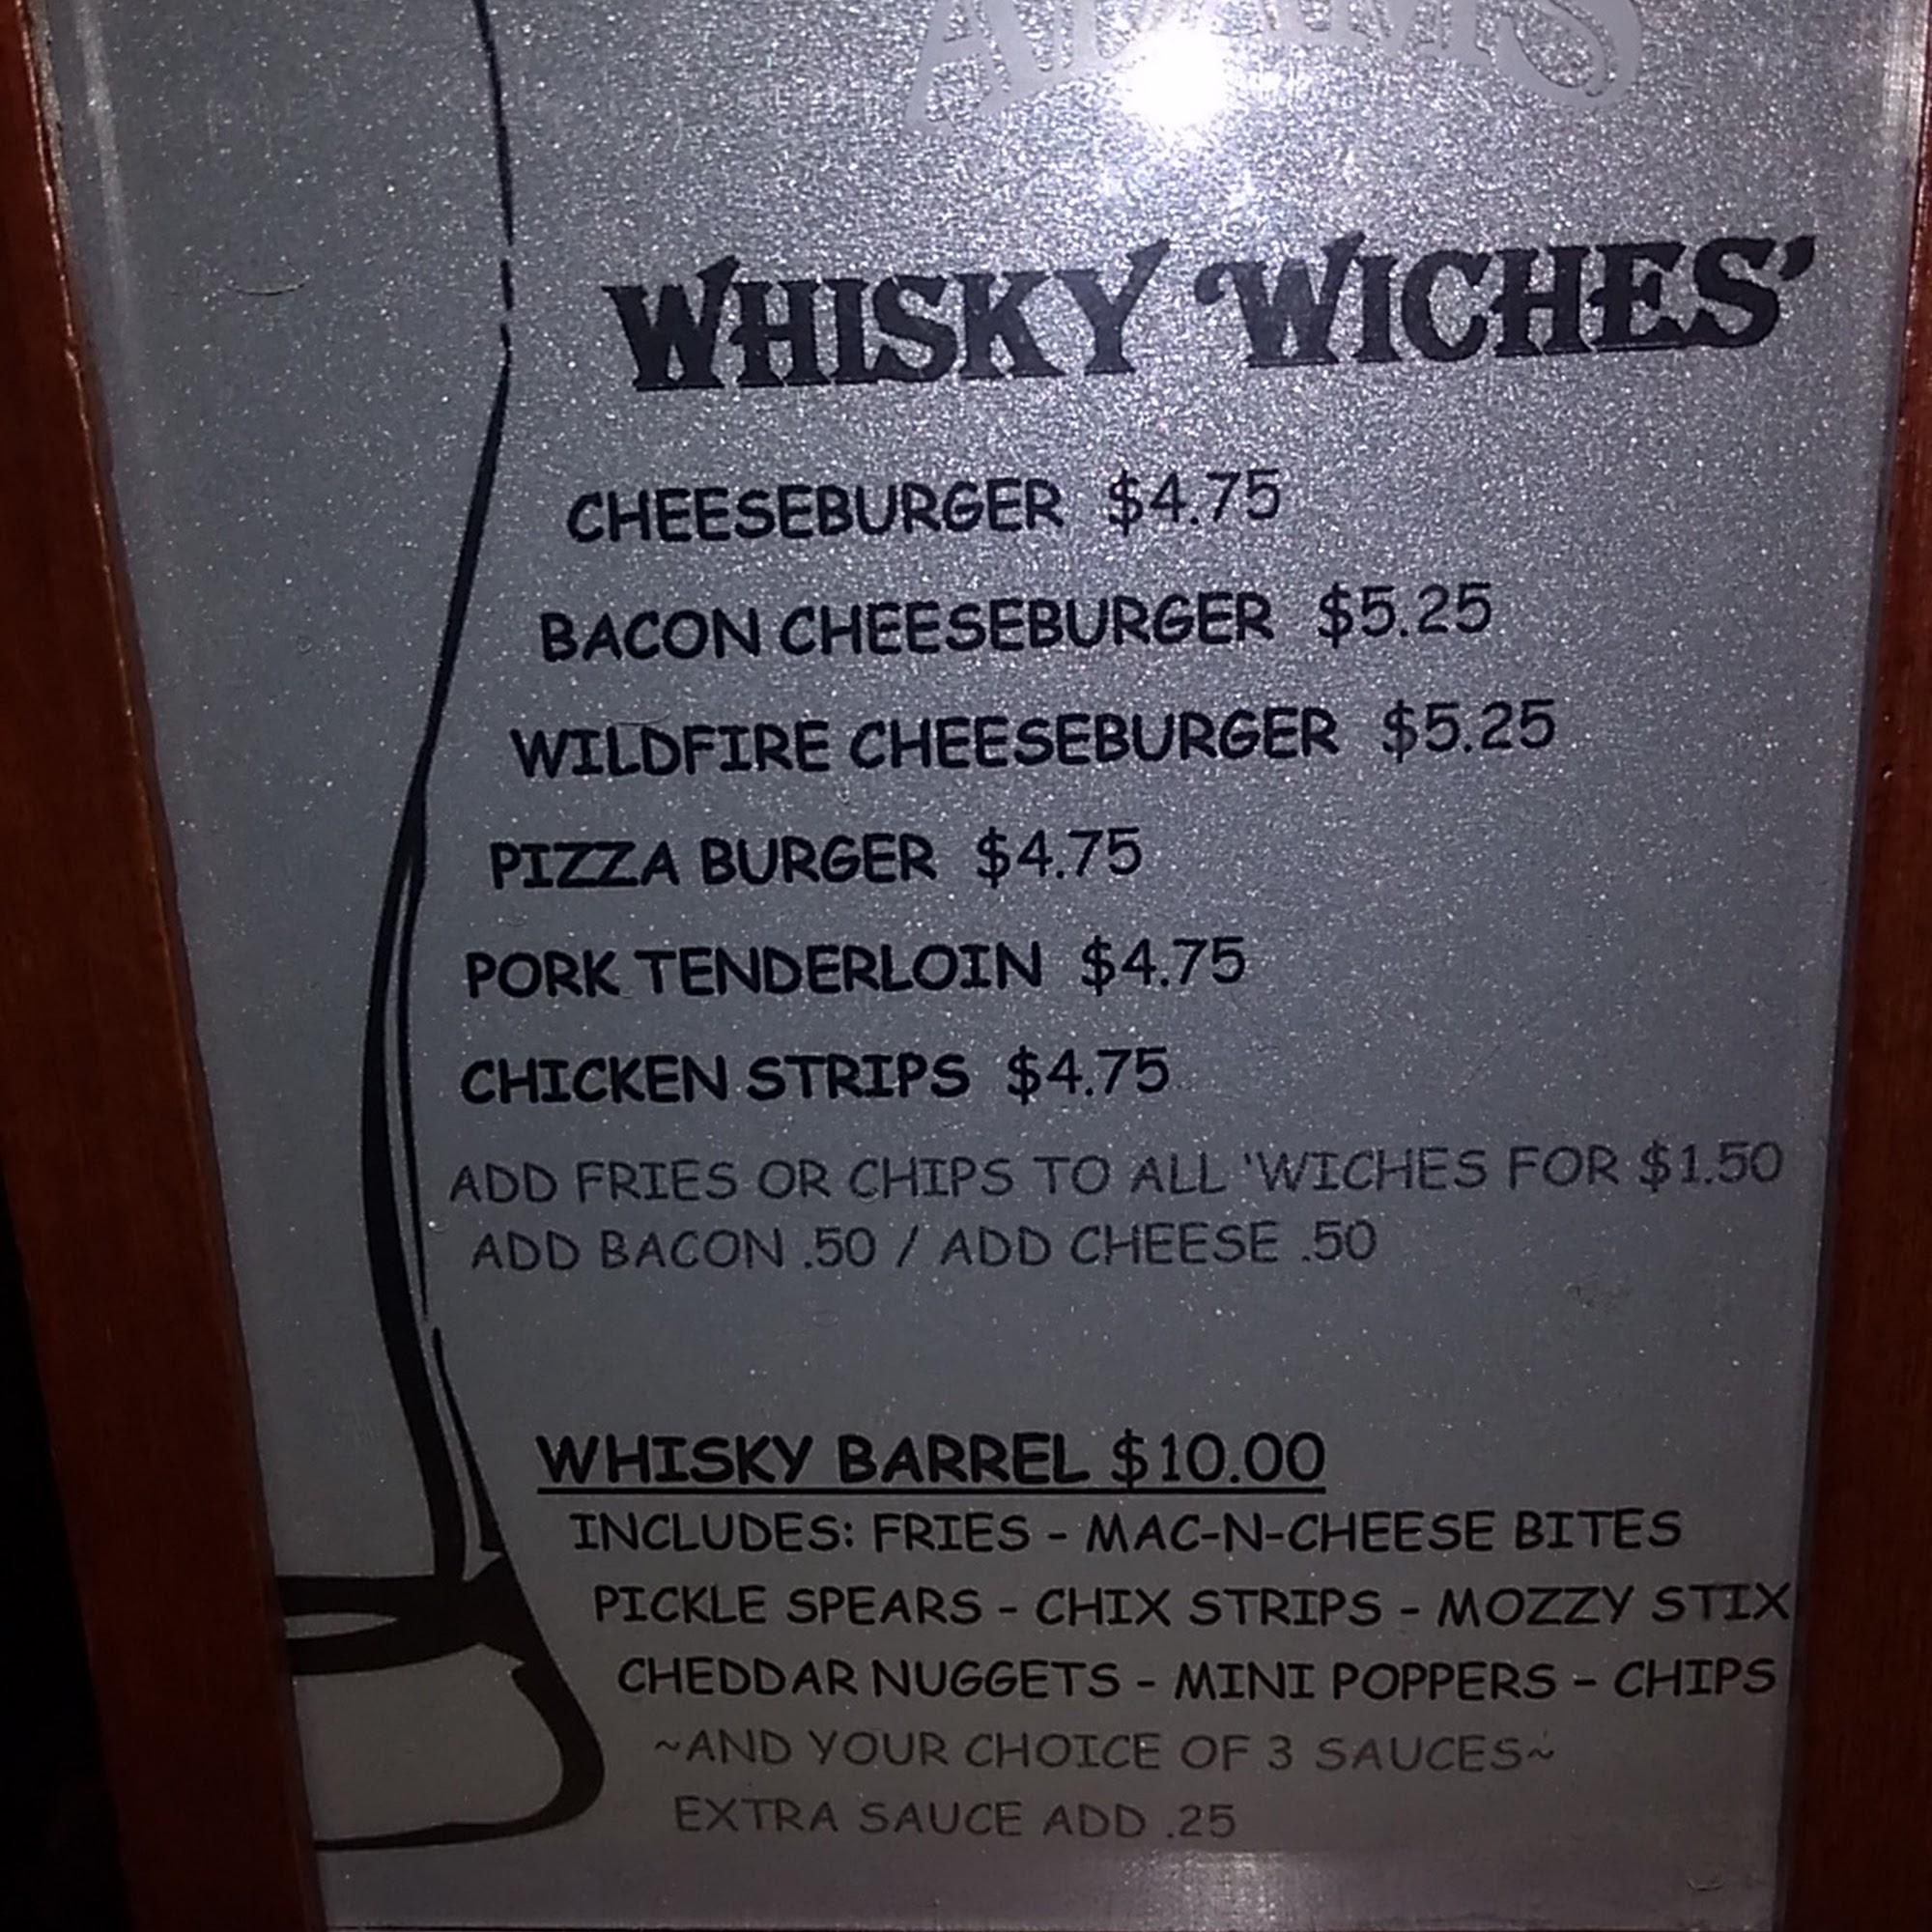 ADAMS
WHISKY 'WICHES'
CHEESEBURGER $4.75
BACON CHEESEBURGER $5.25
WILDFIRE CHEESEBURGER $5.25
PIZZA BURGER $4.75
PORK TENDERLOIN $4.75
CHICKEN STRIPS $4.75
ADD FRIES OR CHIPS TO ALL 'WICHES FOR $1.50
ADD BACON .50 / ADD CHEESE .50
WHISKY BARREL $10.00
INCLUDES: FRIES - MAC-N-CHEESE BITES
PICKLE SPEARS - CHIX STRIPS - MOZZY STIX
CHEDDAR NUGGETS - MINI POPPERS - CHIPS
~AND YOUR CHOICE OF 3 SAUCES~
EXTRA SAUCE ADD .25